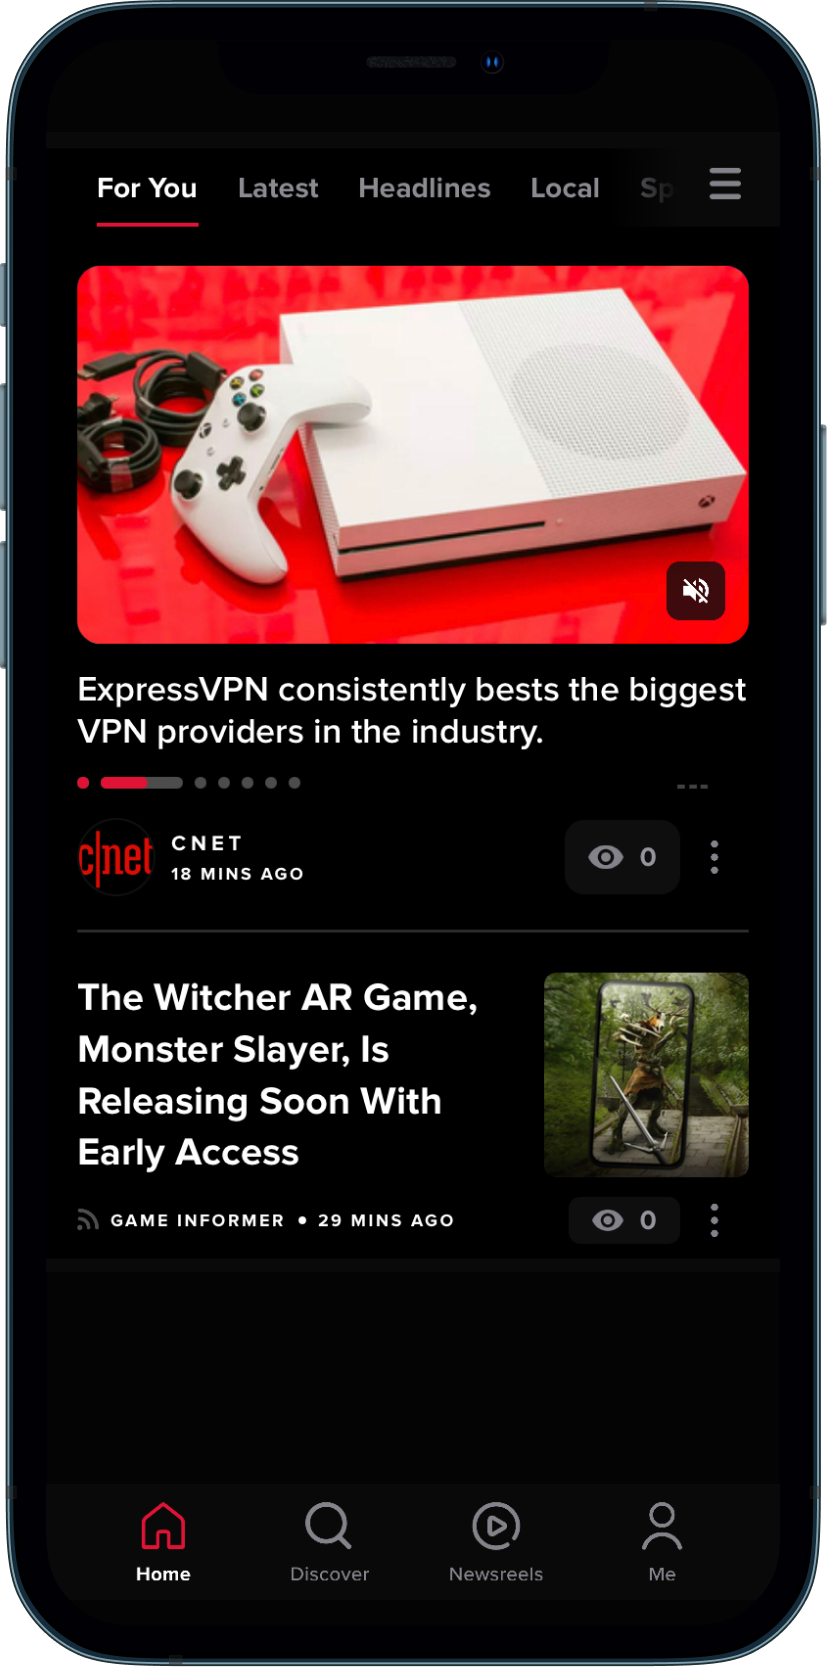 For You Latest Headlines Local Sp
ExpressVPN consistently bests the biggest
VPN providers in the industry.
c|net
CNET
18 MINS AGO
0
The Witcher AR Game,
Monster Slayer, Is
Releasing Soon With
Early Access
GAME INFORMER • 29 MINS AGO
0
Home Discover Newsreels Me